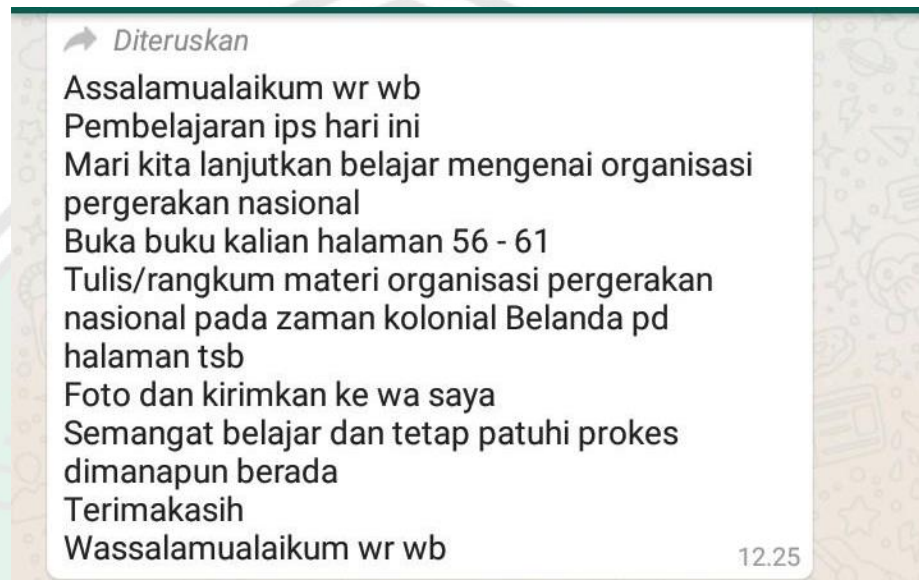 Diteruskan
Assalamualaikum wr wb
Pembelajaran ips hari ini
Mari kita lanjutkan belajar mengenai organisasi
pergerakan nasional
Buka buku kalian halaman 56 - 61
Tulis/rangkum materi organisasi pergerakan
nasional pada zaman kolonial Belanda pd
halaman tsb
Foto dan kirimkan ke wa saya
Semangat belajar dan tetap patuhi prokes
dimanapun berada
Terimakasih
Wassalamualaikum wr wb
12.25